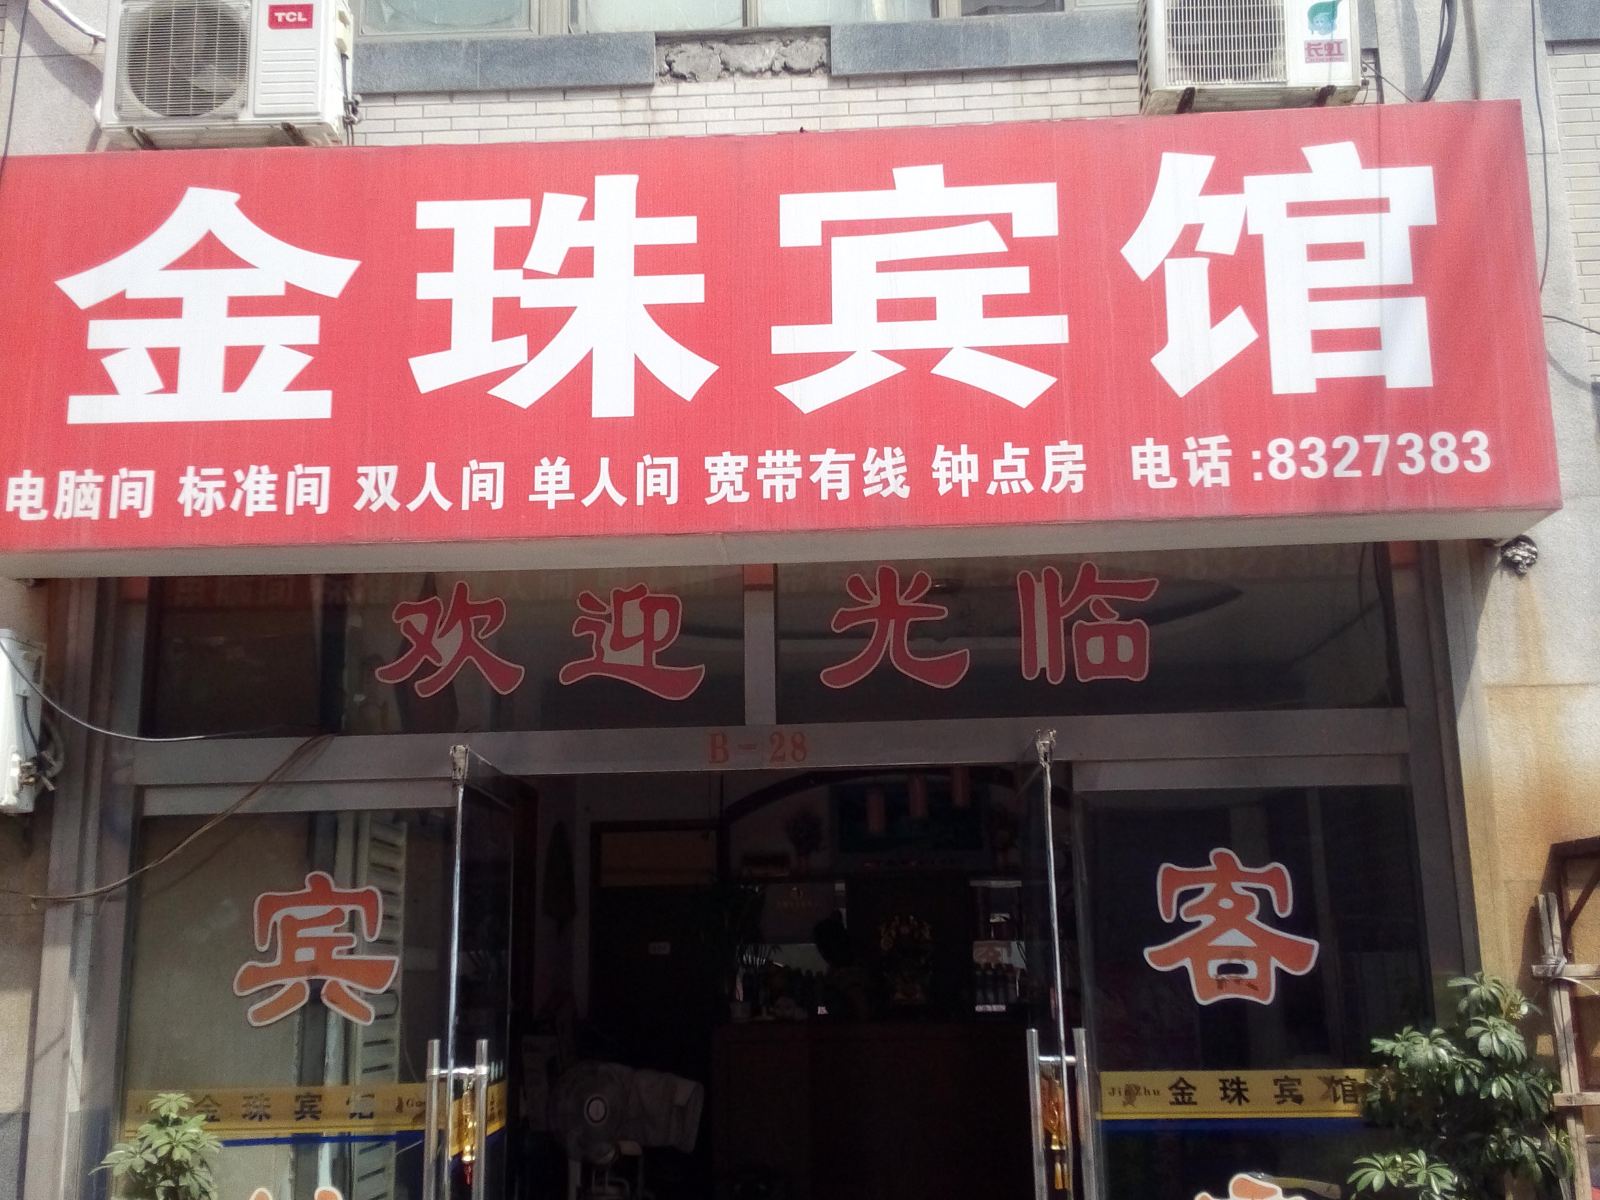 TCL
金珠宾馆
电脑间 标准间 双人间 单人间 宽带有线 钟点房 电话:8327383
欢迎光临
B-28
宾
客
金珠宾馆
JinZhu 金珠宾馆